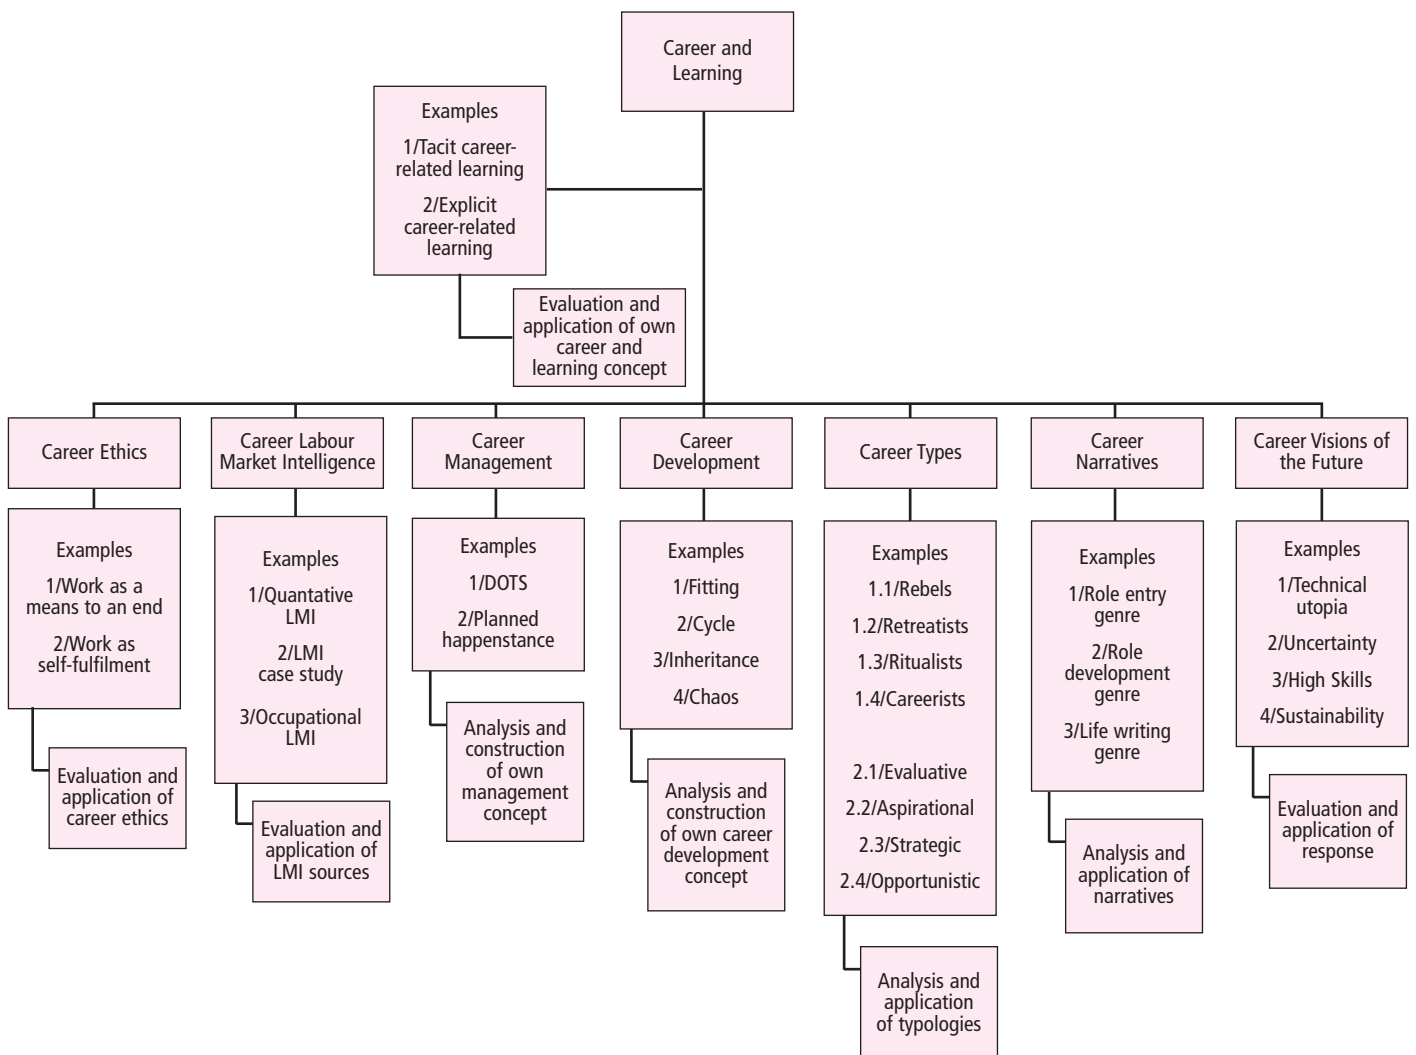 Career and
Learning
Examples
1/Tacit career-
related learning
2/Explicit
career-related
learning
Evaluation and
application of own
career and
learning concept
Career Ethics
Examples
1/Work as a
means to an end
2/Work as
self-fulfilment
Evaluation and
application of
career ethics
Career Labour
Market Intelligence
Examples
1/Quantative
LMI
2/LMI
case study
3/Occupational
LMI
Evaluation and
application of
LMI sources
Career
Management
Examples
1/DOTS
2/Planned
happenstance
Analysis and
construction
of own
management
concept
Career
Development
Examples
1/Fitting
2/Cycle
3/Inheritance
4/Chaos
Analysis and
construction
of own career
development
concept
Career Types
Examples
1.1/Rebels
1.2/Retreatists
1.3/Ritualists
1.4/Careerists
2.1/Evaluative
2.2/Aspirational
2.3/Strategic
2.4/Opportunistic
Analysis and
application
of typologies
Career
Narratives
Examples
1/Role entry
genre
2/Role
development
genre
3/Life writing
genre
Analysis and
application of
narratives
Career Visions of
the Future
Examples
1/Technical
utopia
2/Uncertainty
3/High Skills
4/Sustainability
Evaluation and
application of
response